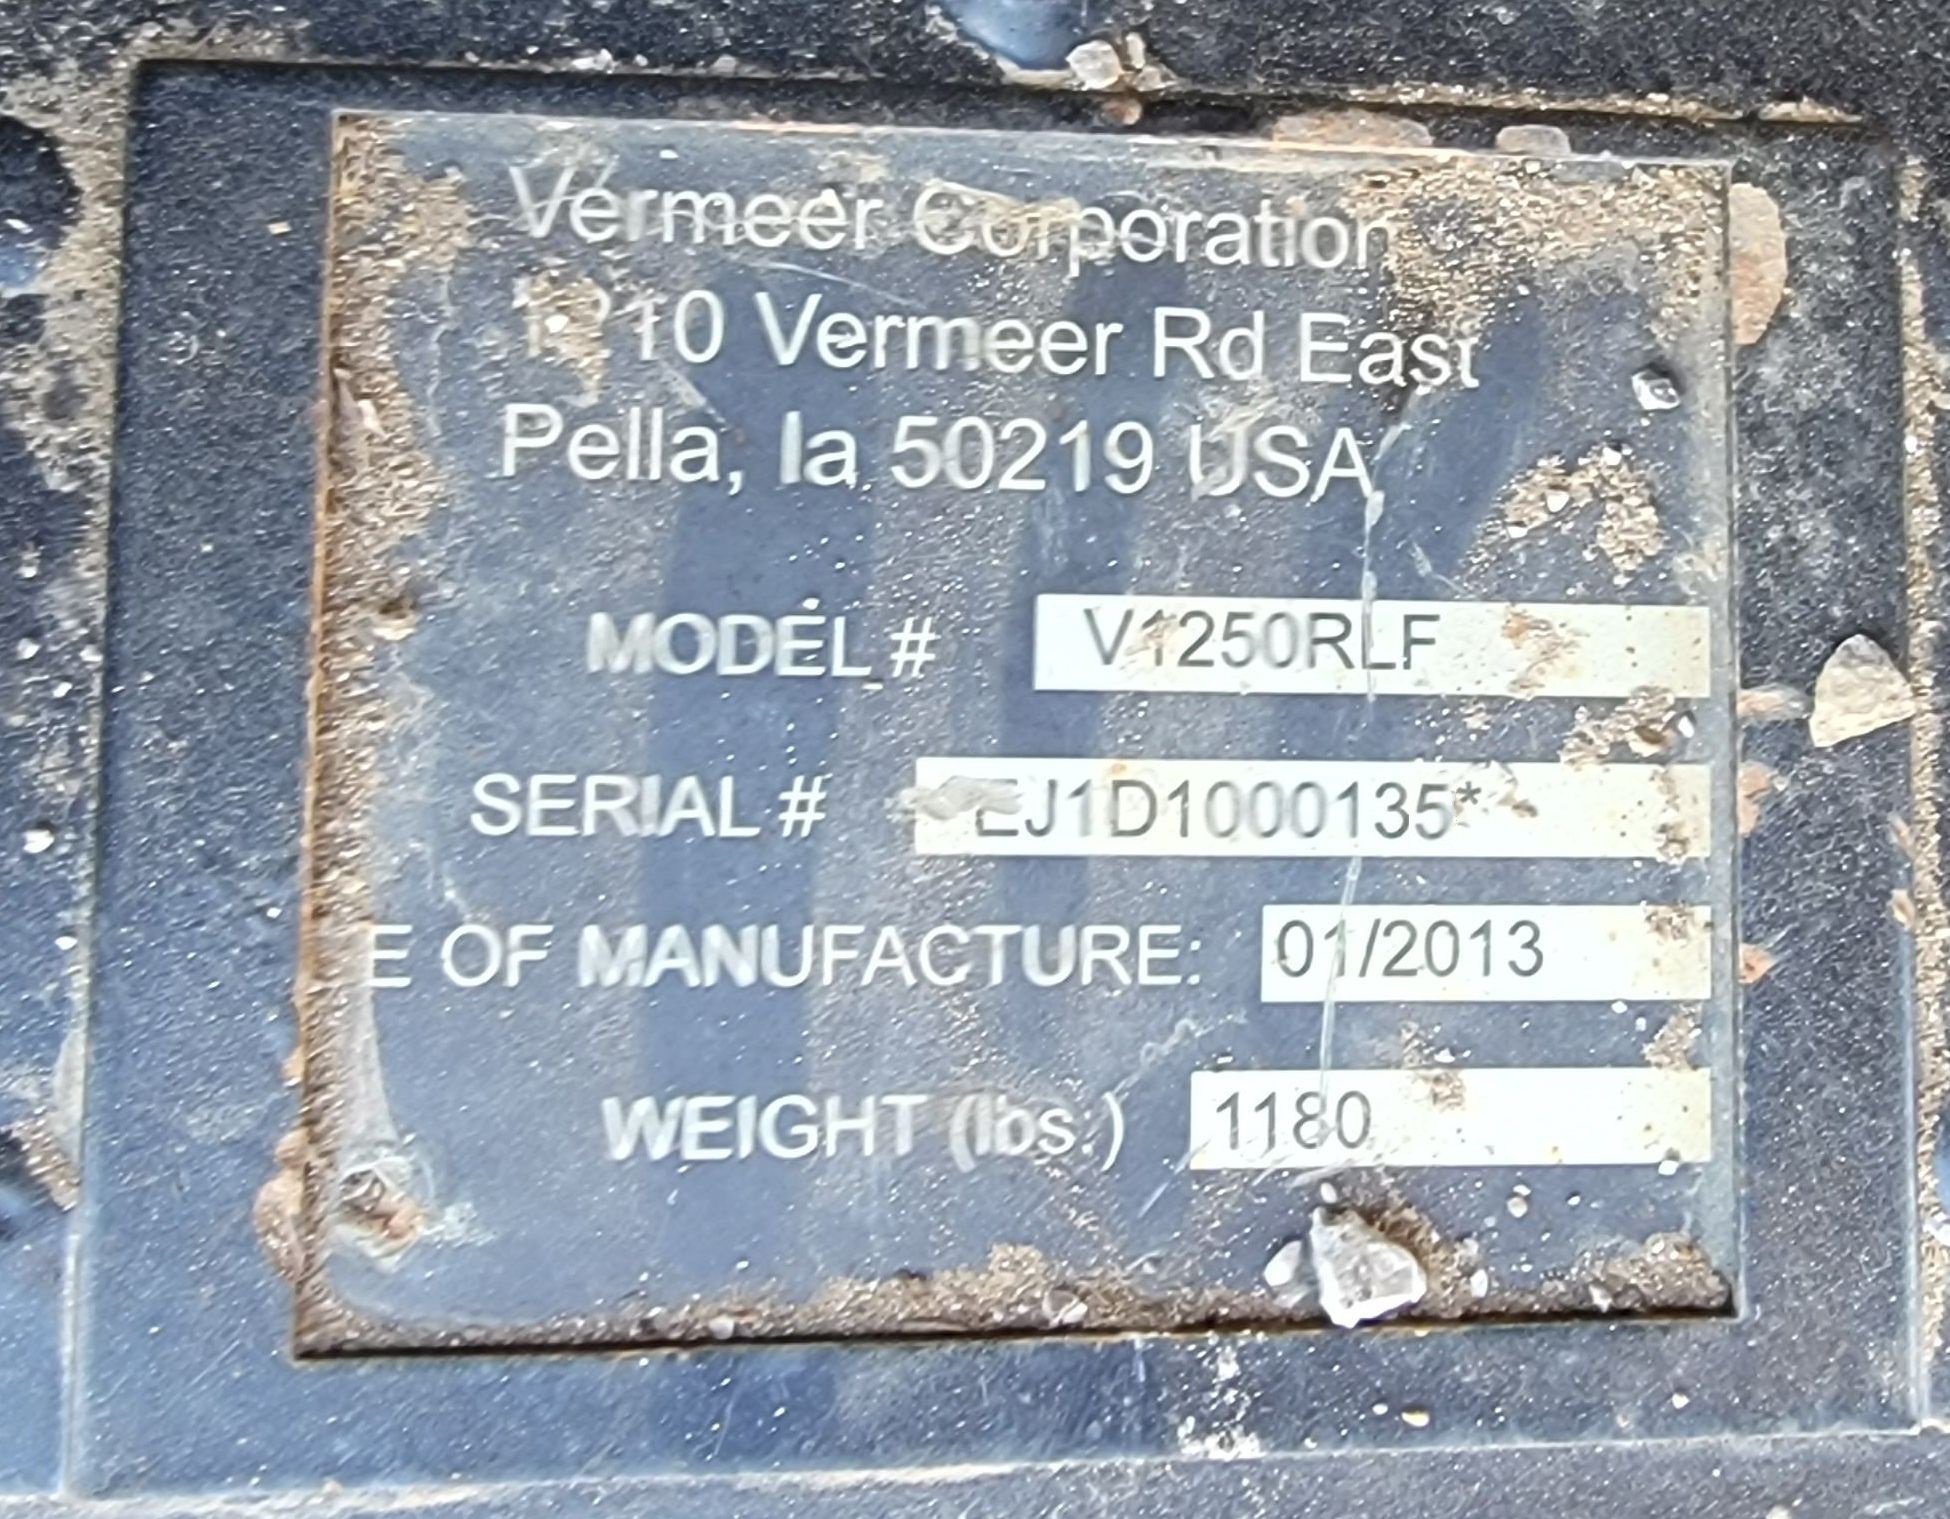 Vermeer Corporation
1210 Vermeer Rd East
Pella, Ia 50219 USA
MODEL # V1250RLF
SERIAL # EJ1D1000135*
E OF MANUFACTURE: 01/2013
WEIGHT (lbs.) 1180